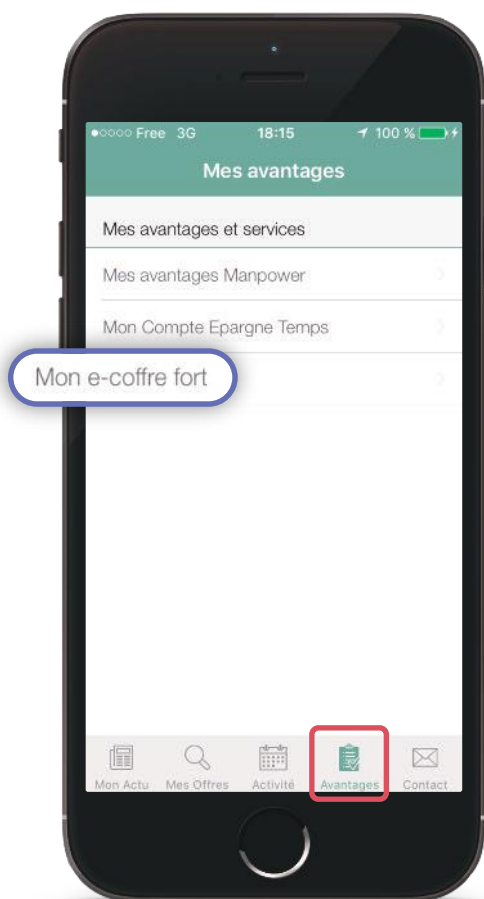 Free 3G 18:15 100 %
Mes avantages
Mes avantages et services
Mes avantages Manpower
Mon Compte Epargne Temps
Mon e-coffre fort
Mon Actu Mes Offres Activité Avantages Contact